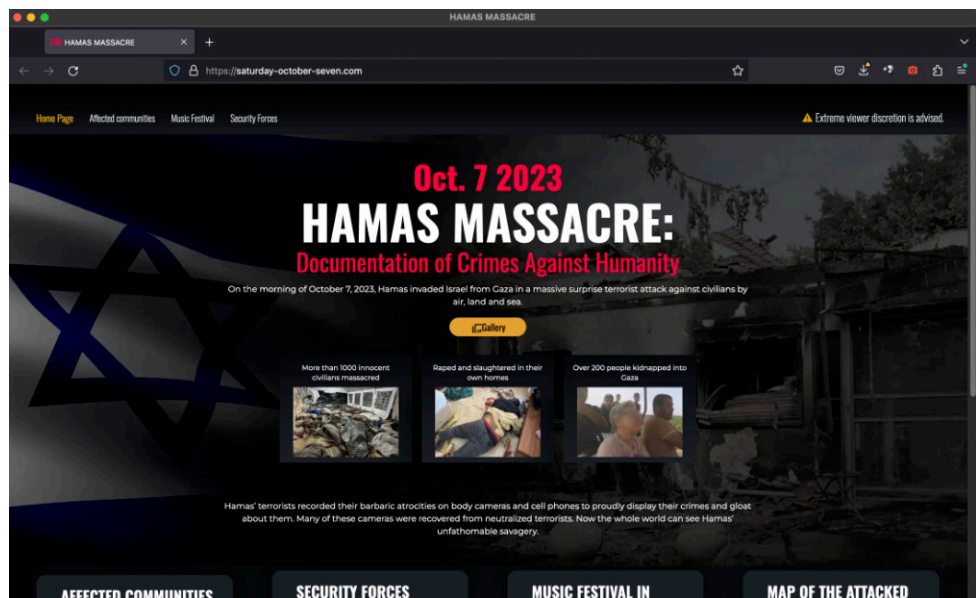 HAMAS MASSACRE
HAMAS MASSACRE
https://saturday-october-seven.com
Home Page Affected communities Music Festival Security Forces
Extreme viewer discretion is advised.
Oct. 7 2023
HAMAS MASSACRE:
Documentation of Crimes Against Humanity
On the morning of October 7, 2023, Hamas invaded Israel from Gaza in a massive surprise terrorist attack against civilians by
air, land and sea.
Gallery
More than 1000 innocent
civilians massacred
Raped and slaughtered in their
own homes
Over 200 people kidnapped into
Gaza
Hamas' terrorists recorded their barbaric atrocities on body cameras and cell phones to proudly display their crimes and gloat
about them. Many of these cameras were recovered from neutralized terrorists. Now the whole world can see Hamas'
unfathomable savagery.
AFFECTED COMMUNITIES
SECURITY FORCES
MUSIC FESTIVAL IN
MAP OF THE ATTACKED